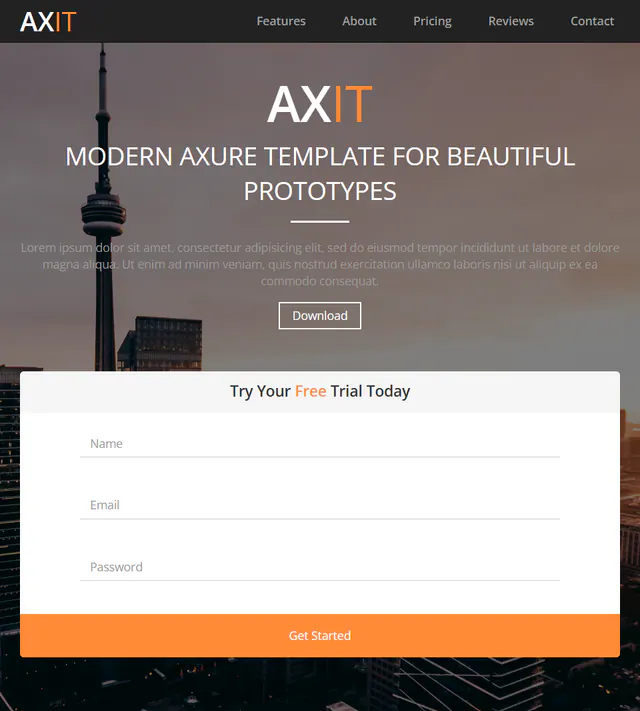 AXIT
Features About Pricing Reviews Contact
AXIT
MODERN AXURE TEMPLATE FOR BEAUTIFUL
PROTOTYPES
Lorem ipsum dolor sit amet, consectetur adipisicing elit, sed do eiusmod tempor incididunt ut labore et dolore
magna aliqua. Ut enim ad minim veniam, quis nostrud exercitation ullamco laboris nisi ut aliquip ex ea
commodo consequat.
Download
Try Your Free Trial Today
Name
Email
Password
Get Started